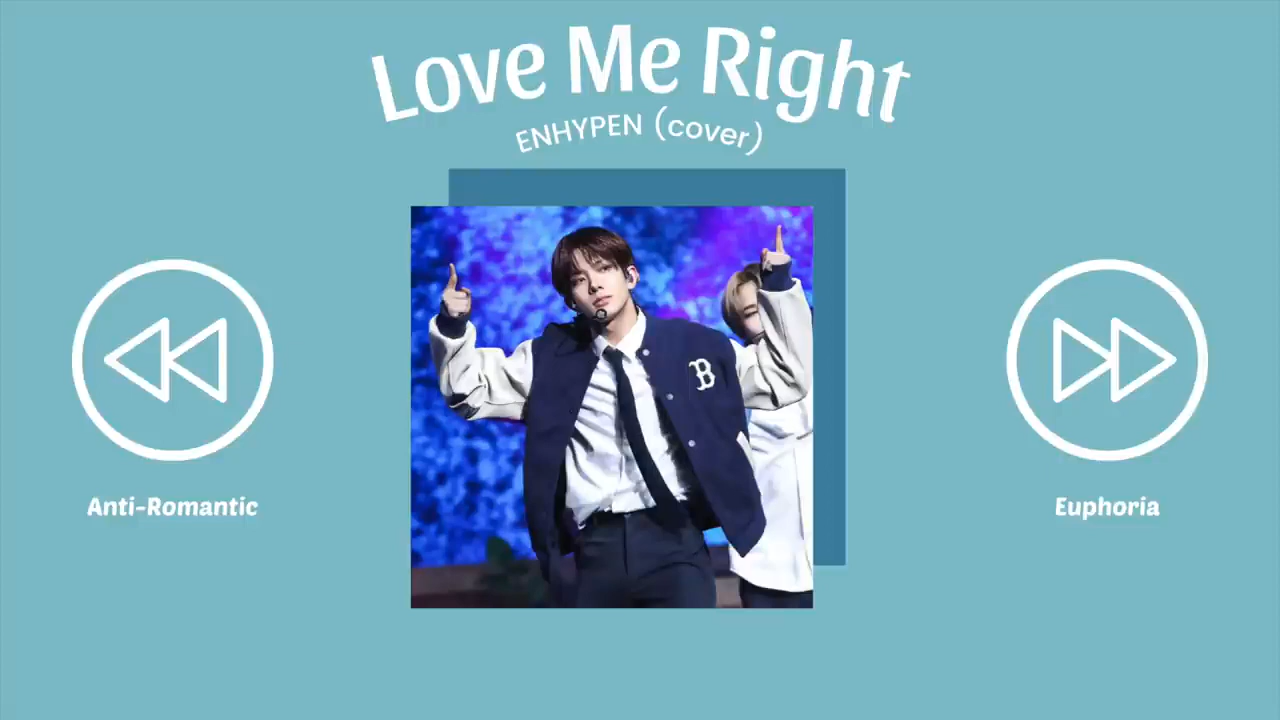 Love Me Right
ENHYPEN (cover)
B
Anti-Romantic
Euphoria